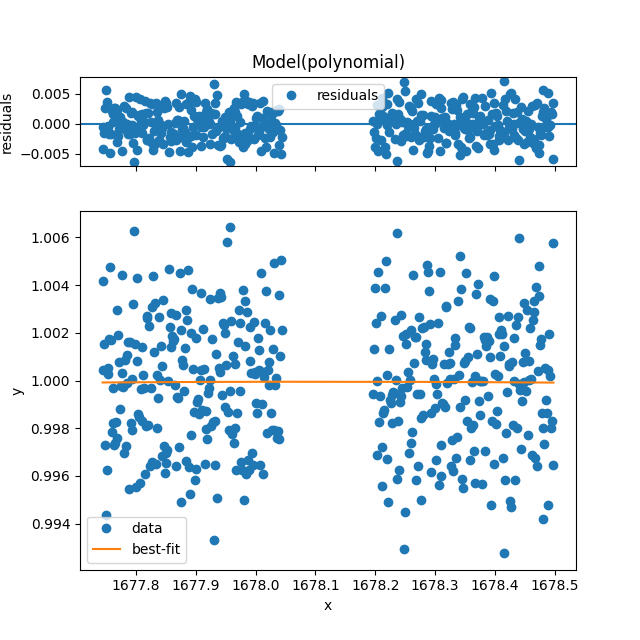 Model(polynomial)
residuals
0.005
0.000
−0.005
residuals
y
1.006
1.004
1.002
1.000
0.998
0.996
0.994
data
best-fit
1677.8 1677.9 1678.0 1678.1 1678.2 1678.3 1678.4 1678.5
x